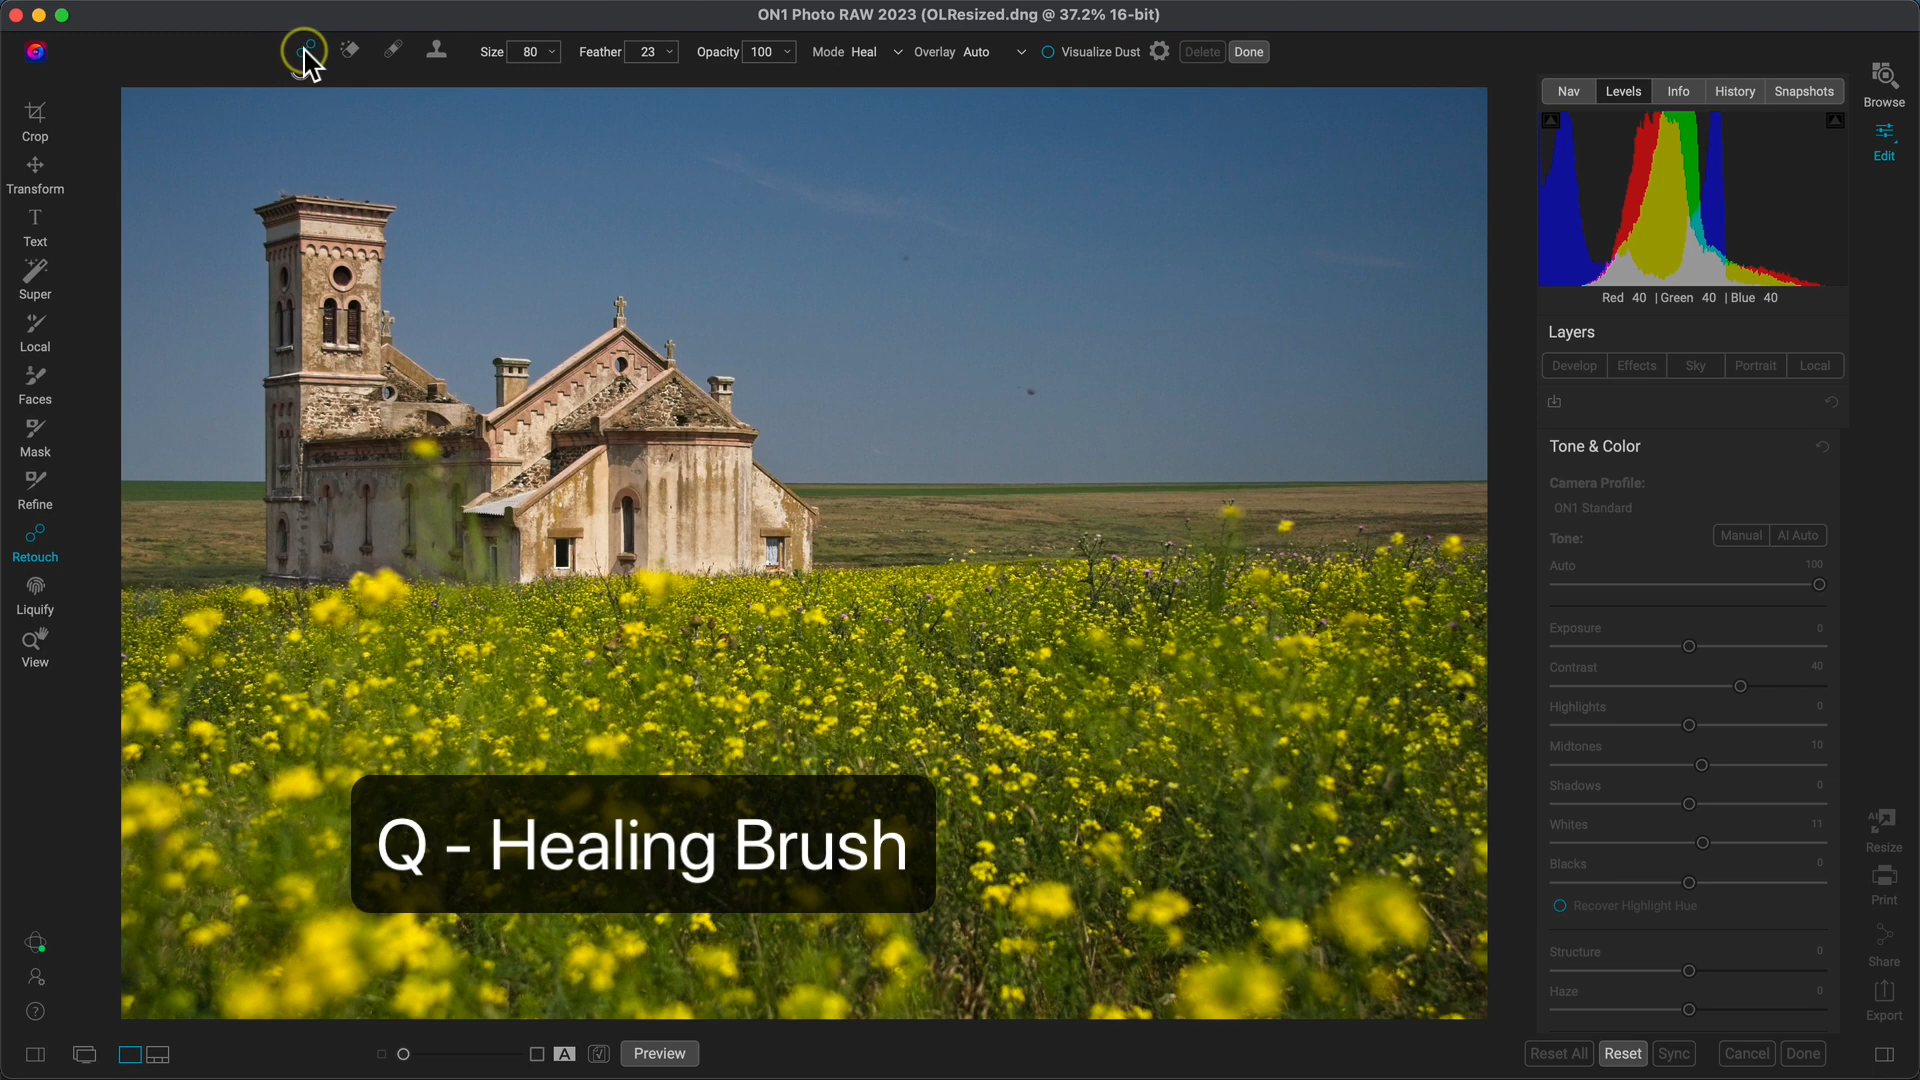 ON1 Photo RAW 2023 (OLResized.dng @ 37.2% 16-bit)
Size 80 Feather 23 Opacity 100 Mode Heal Overlay Auto Visualize Dust Delete Done
Crop
Transform
Text
Super
Local
Faces
Mask
Refine
Retouch
Liquify
View
Q - Healing Brush
Nav Levels Info History Snapshots
Red 40 | Green 40 | Blue 40
Layers
Develop Effects Sky Portrait Local
Tone & Color
Camera Profile:
ON1 Standard
Tone: Manual AI Auto
Auto 100
Exposure 0
Contrast 40
Highlights 0
Midtones 10
Shadows 0
Whites 11
Blacks 0
Recover Highlight Hue
Structure 0
Haze 0
Browse
Edit
AI
Resize
Print
Share
Export
A Preview
Reset All Reset Sync Cancel Done